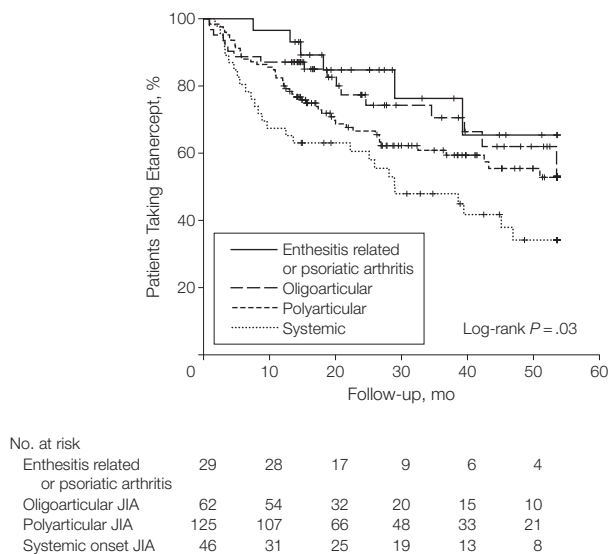 100
80
60
40
20
Patients Taking Etanercept, %
Enthesitis related
or psoriatic arthritis
Oligoarticular
Polyarticular
Systemic
Log-rank P = .03
0 10 20 30 40 50 60
Follow-up, mo
No. at risk
Enthesitis related 29 28 17 9 6 4
or psoriatic arthritis
Oligoarticular JIA 62 54 32 20 15 10
Polyarticular JIA 125 107 66 48 33 21
Systemic onset JIA 46 31 25 19 13 8